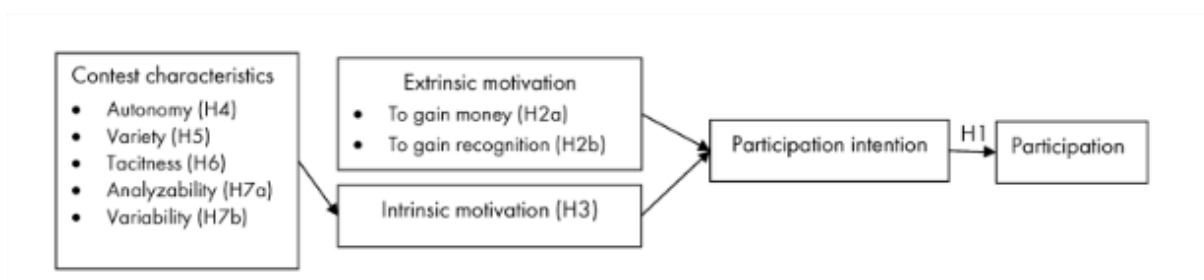 Contest characteristics
• Autonomy (H4)
• Variety (H5)
• Tacitness (H6)
• Analyzability (H7a)
• Variability (H7b)
Extrinsic motivation
• To gain money (H2a)
• To gain recognition (H2b)
Intrinsic motivation (H3)
Participation intention
H1
Participation